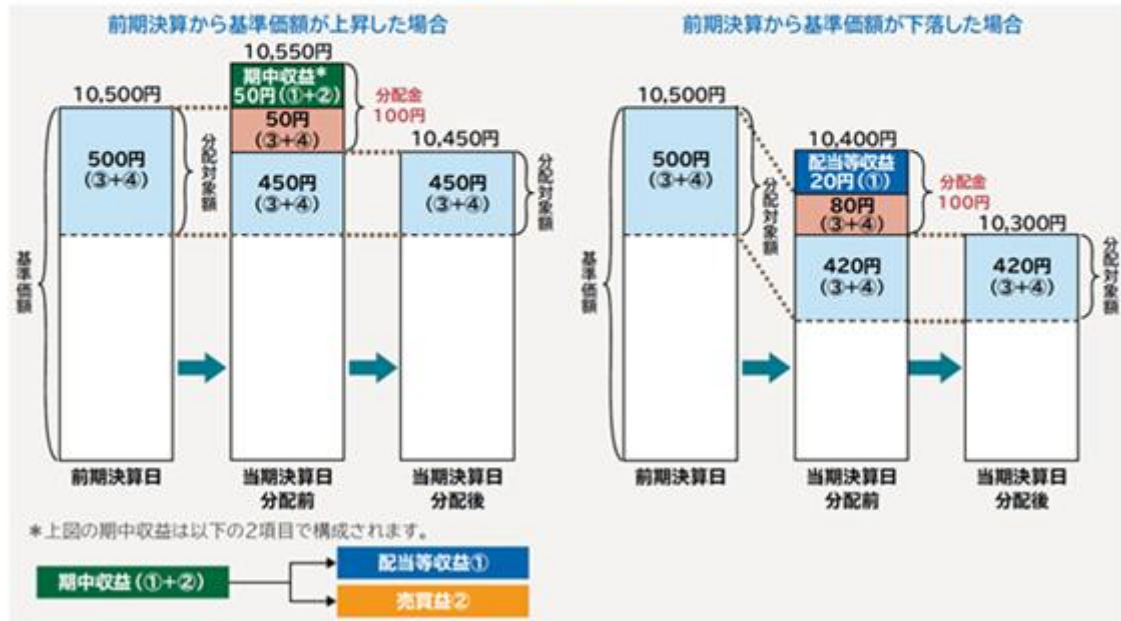 前期決算から基準価額が上昇した場合
10,550円
10,500円
期中収益*
50円(①+②)
分配金
100円
50円
(③+④)
10,450円
500円
(③+④)
分配対象額
450円
(③+④)
450円
(③+④)
分配対象額
基準価額
前期決算日
当期決算日
分配前
当期決算日
分配後
前期決算から基準価額が下落した場合
10,500円
10,400円
配当等収益
20円(①)
分配金
100円
80円
(③+④)
10,300円
500円
(③+④)
分配対象額
420円
(③+④)
420円
(③+④)
分配対象額
基準価額
前期決算日
当期決算日
分配前
当期決算日
分配後
*上図の期中収益は以下の2項目で構成されます。
期中収益(①+②)
配当等収益①
売買益②